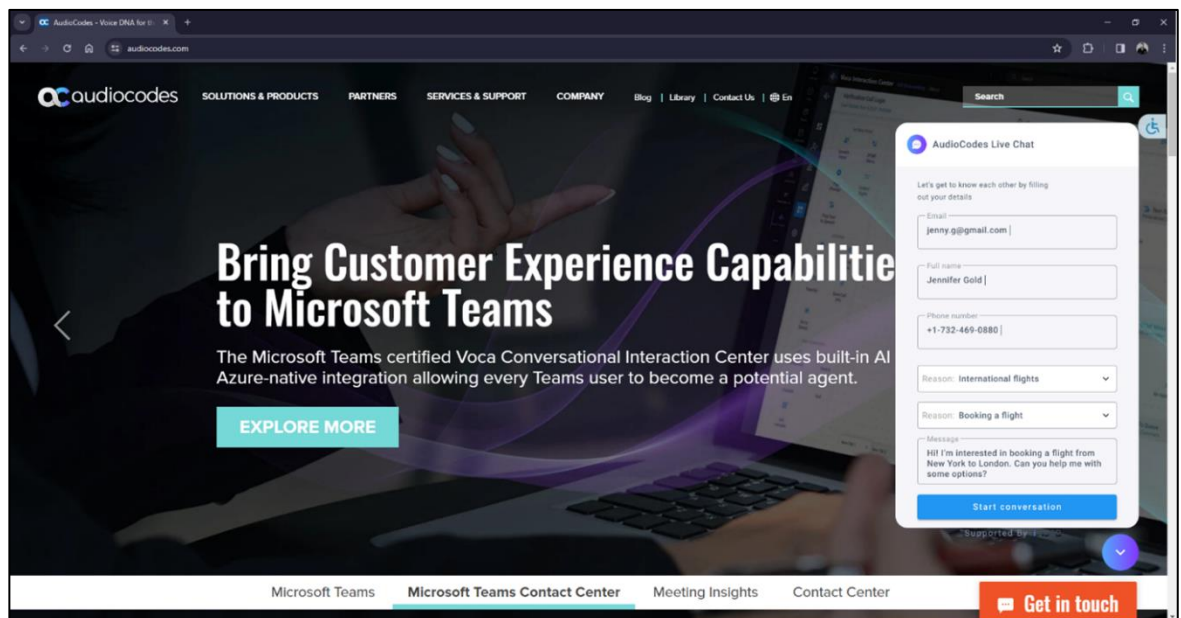 AudioCodes - Voice DNA for th
audiocodes.com
audiocodes
SOLUTIONS & PRODUCTS PARTNERS SERVICES & SUPPORT COMPANY Blog | Library | Contact Us | En
Search
AudioCodes Live Chat
Let's get to know each other by filling
out your details
Email
jenny.g@gmail.com
Full name
Jennifer Gold
Phone number
+1-732-469-0880
Reason: International flights
Reason: Booking a flight
Message
Hi! I'm interested in booking a flight from
New York to London. Can you help me with
some options?
Start conversation
Supported By
Bring Customer Experience Capabilitie
to Microsoft Teams
The Microsoft Teams certified Voca Conversational Interaction Center uses built-in AI
Azure-native integration allowing every Teams user to become a potential agent.
EXPLORE MORE
Microsoft Teams Microsoft Teams Contact Center Meeting Insights Contact Center
Get in touch